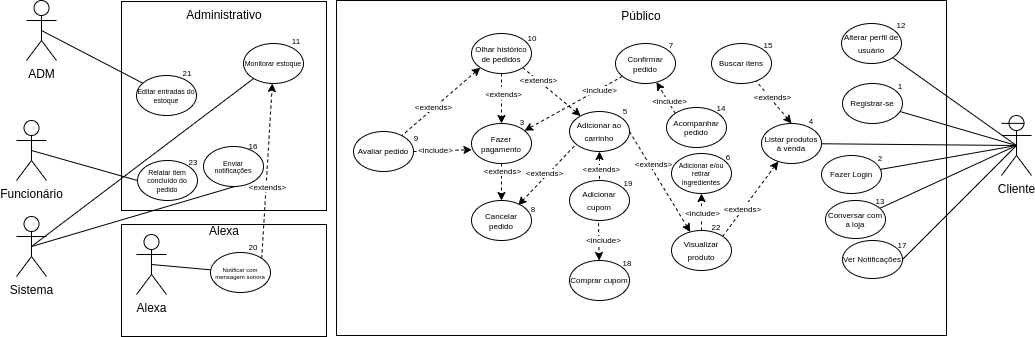 Administrativo
Público
ADM
Editar entradas do
estoque
21
Monitorar estoque
11
Funcionário
Relatar item
concluído do
pedido
23
Enviar
notificações
16
<extends>
Sistema
Alexa
Alexa
Notificar com
mensagem sonora
20
Olhar histórico
de pedidos
10
<extends>
<extends>
<extends>
Avaliar pedido
9
<include>
Fazer
pagamento
3
<extends>
Cancelar
pedido
8
<extends>
Confirmar
pedido
7
<include>
<include>
Adicionar ao
carrinho
5
<extends>
Adicionar
cupom
19
<include>
Comprar cupom
18
Acompanhar
pedido
14
Adicionar e/ou
retirar
ingredientes
6
<extends>
<include>
Visualizar
produto
22
<extends>
Buscar itens
15
<extends>
Listar produtos
à venda
4
Alterar perfil de
usuário
12
Registrar-se
1
Fazer Login
2
Conversar com
a loja
13
Ver Notificações
17
Cliente